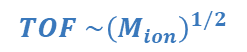 TOF ~(M_ion)^1/2